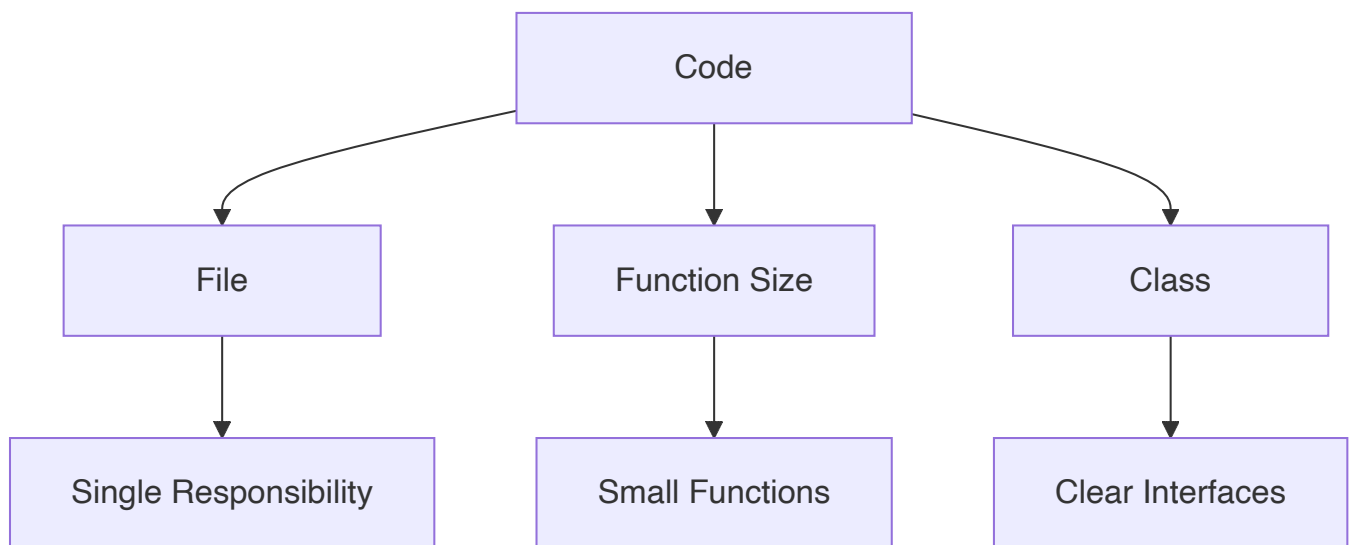 Code
File
Function Size
Class
Single Responsibility
Small Functions
Clear Interfaces